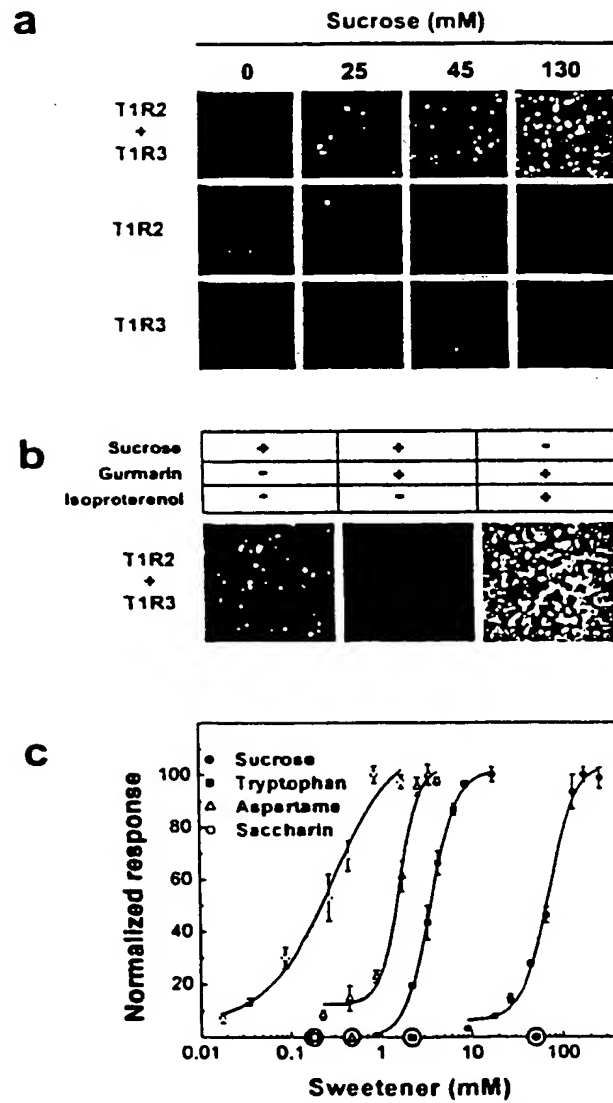 a
Sucrose (mM)
0 25 45 130
T1R2
+
T1R3
T1R2
T1R3
b
Sucrose + + -
Gurmarin - + +
Isoproterenol - - +
T1R2
+
T1R3
c
Sucrose
Tryptophan
Aspartame
Saccharin
Normalized response
100
80
60
40
20
0.01 0.1 1 10 100
Sweetener (mM)